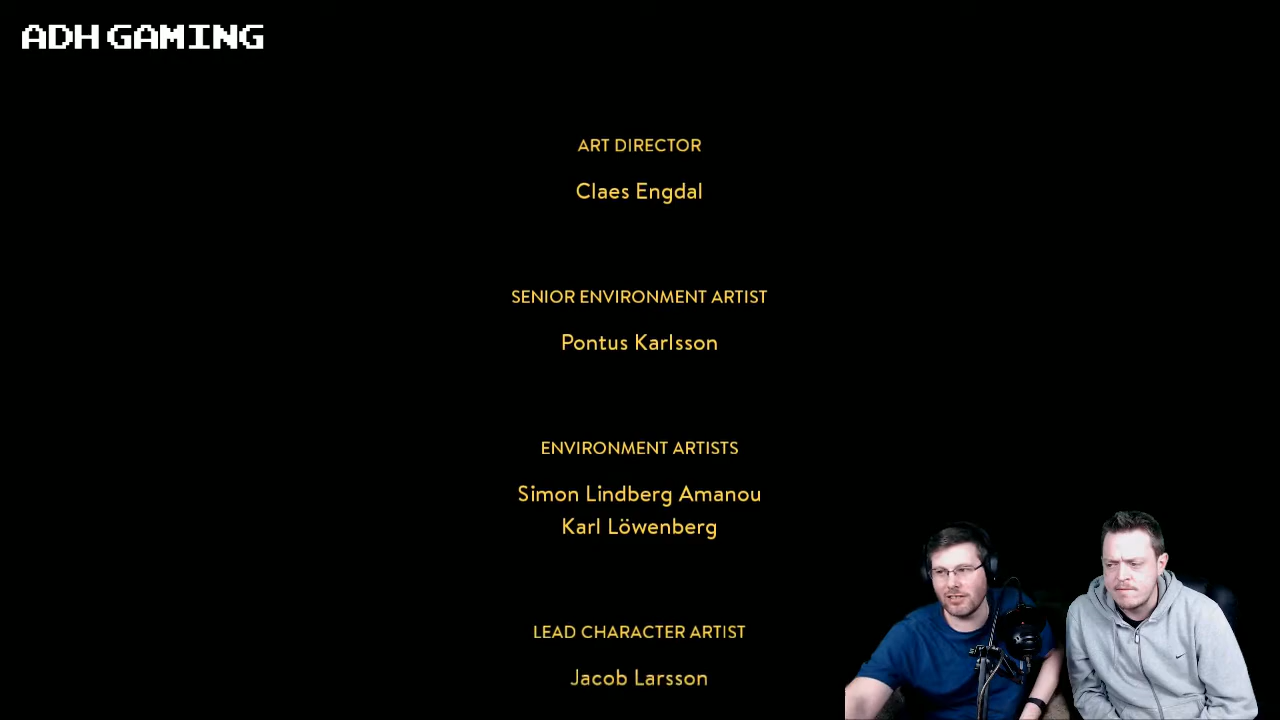 ADH GAMING
ART DIRECTOR
Claes Engdal
SENIOR ENVIRONMENT ARTIST
Pontus Karlsson
ENVIRONMENT ARTISTS
Simon Lindberg Amanou
Karl Löwenberg
LEAD CHARACTER ARTIST
Jacob Larsson